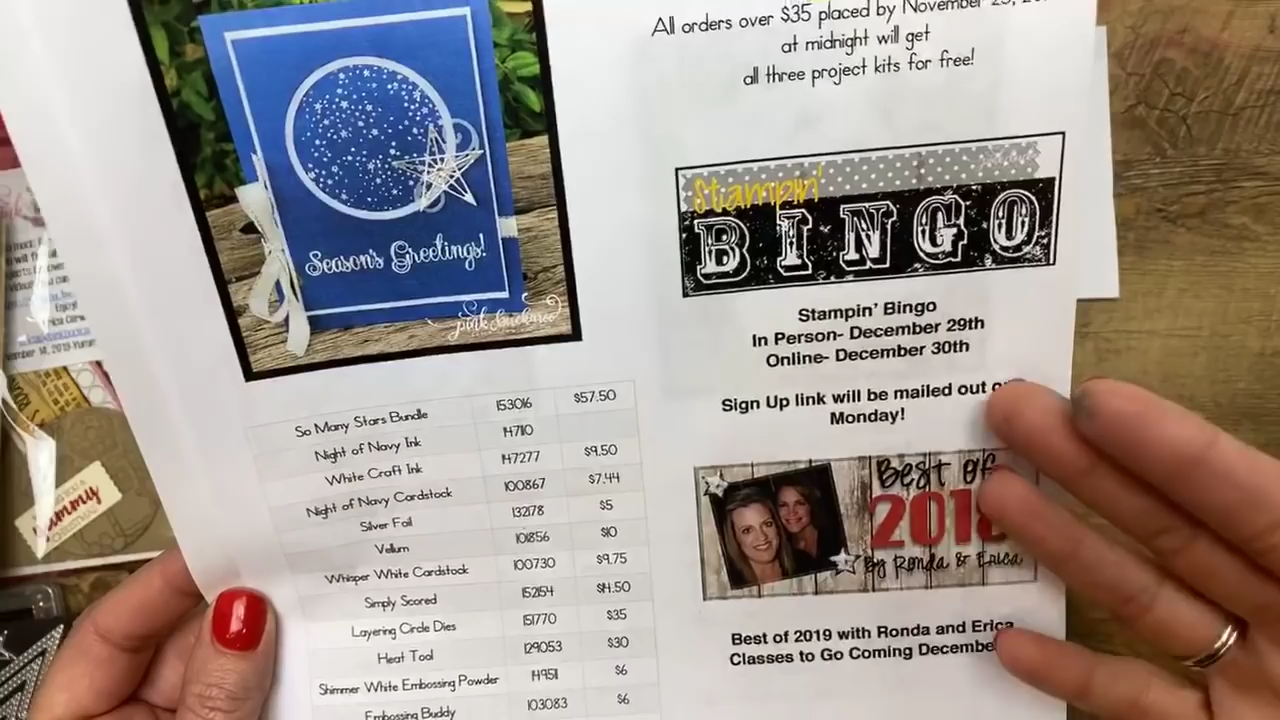 All orders over $35 placed by November
at midnight will get
all three project kits for free!
Season's Greetings!
pink buckaroo
Stampin'
BINGO
Stampin' Bingo
In Person- December 29th
Online- December 30th
Sign Up link will be mailed out
Monday!
Best of
2018
By Ronda & Erica
Best of 2019 with Ronda and Erica
Classes to Go Coming
So Many Stars Bundle 153016 $57.50
Night of Navy Ink 147110
White Craft Ink 147277 $9.50
Night of Navy Cardstock 100867 $7.44
Silver Foil 132178 $5
Vellum 101856 $10
Whisper White Cardstock 100730 $9.75
Simply Scored 152154
Layering Circle Dies 151770 $35
Heat Tool 129053 $30
Shimmer White Embossing Powder $6
Embossing Buddy 103083 $6